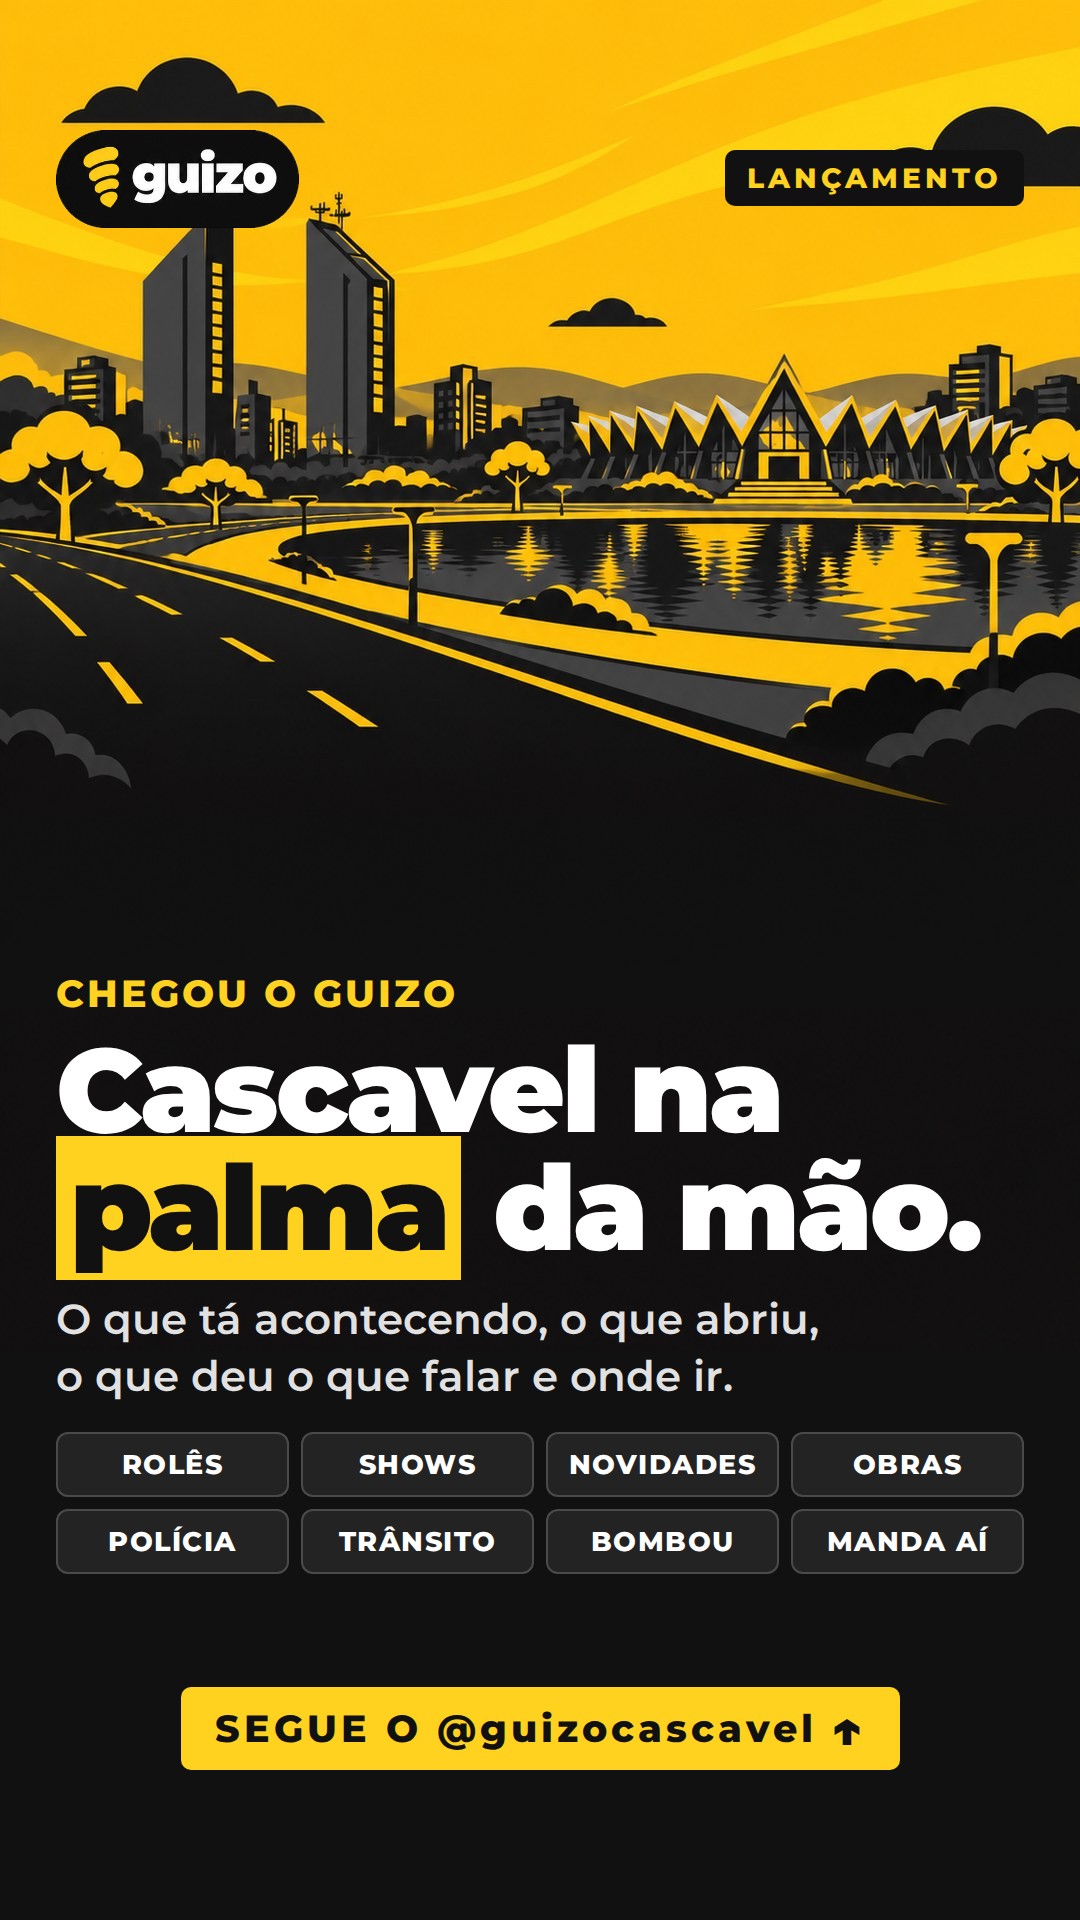 guizo
LANÇAMENTO
CHEGOU O GUIZO
Cascavel na
palma da mão.
O que tá acontecendo, o que abriu,
o que deu o que falar e onde ir.
ROLÊS SHOWS NOVIDADES OBRAS
POLÍCIA TRÂNSITO BOMBOU MANDA AÍ
SEGUE O @guizocascavel ↑